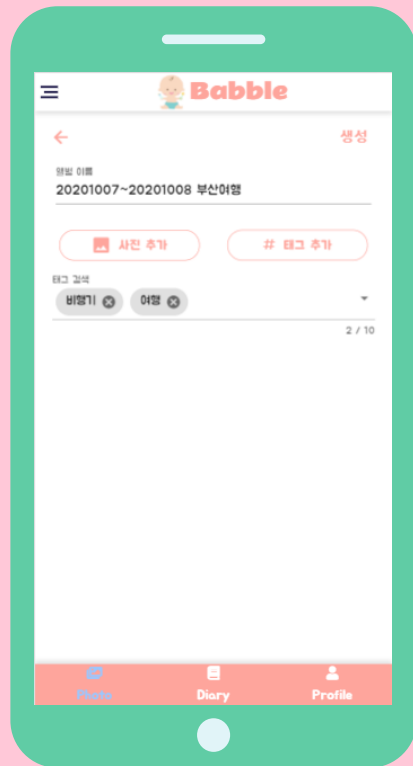 Babble
생성
앨범 이름
20201007~20201008 부산여행
사진 추가
# 태그 추가
태그 검색
비행기 여행
2 / 10
Photo Diary Profile